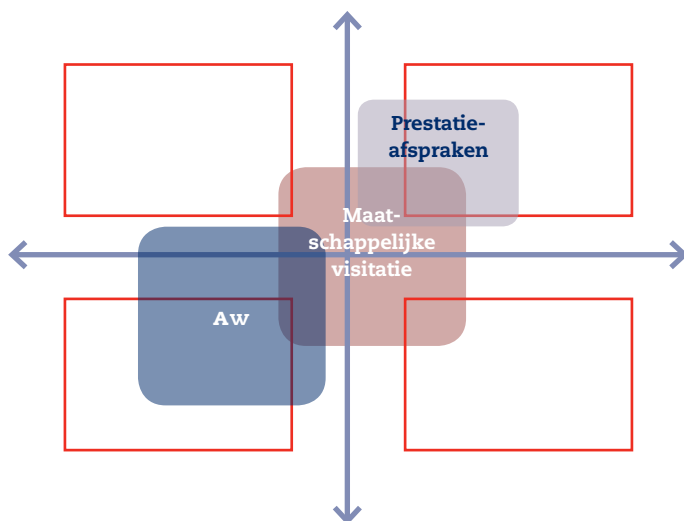 Prestatie-
afspraken
Maat-
schappelijke
visitatie
Aw